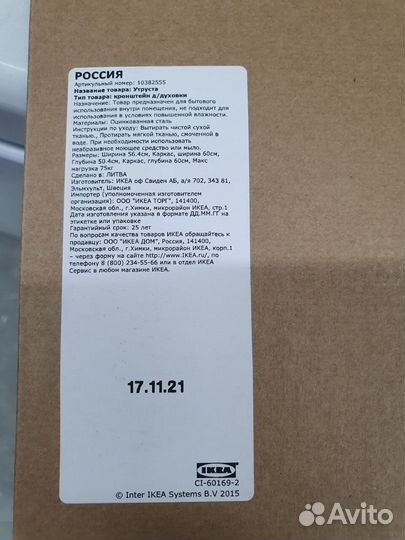 РОССИЯ
Артикульный номер: 10382555
Название товара: Утруста
Тип товара: кронштейн д/духовки
Назначение: Товар предназначен для бытового
использования внутри помещения, не подходит для
использования в условиях повышенной влажности.
Материалы: Оцинкованная сталь
Инструкции по уходу: Вытирать чистой сухой
тканью., Протирать мягкой тканью, смоченной в
воде. При необходимости использовать
неабразивное моющее средство или мыло.
Размеры: Ширина 56.4см, Каркас, ширина 60см,
Глубина 50.4см, Каркас, глубина 60см, Макс
нагрузка 75кг
Сделано в: ЛИТВА
Изготовитель: ИКЕА оф Свиден АБ, а/я 702, 343 81,
Эльмхульт, Швеция
Импортер (уполномоченная изготовителем
организация): ООО "ИКЕА ТОРГ", 141400,
Московская обл., г.Химки, микрорайон ИКЕА, корп.1
Дата изготовления указана в формате ДД.ММ.ГГ на
этикетке или упаковке
Гарантийный срок: 25 лет
По вопросам качества товаров ИКЕА обращайтесь к
продавцу: ООО "ИКЕА ДОМ", Россия, 141400,
Московская обл., г.Химки, микрорайон ИКЕА, корп.1
– через форму на сайте http://www.IKEA.ru/, по
телефону 8 (800) 234-55-66 или в отдел ИКЕА
Сервис в любом магазине ИКЕА.
17.11.21
IKEA
CI-60169-2
© Inter IKEA Systems B.V 2015
Avito